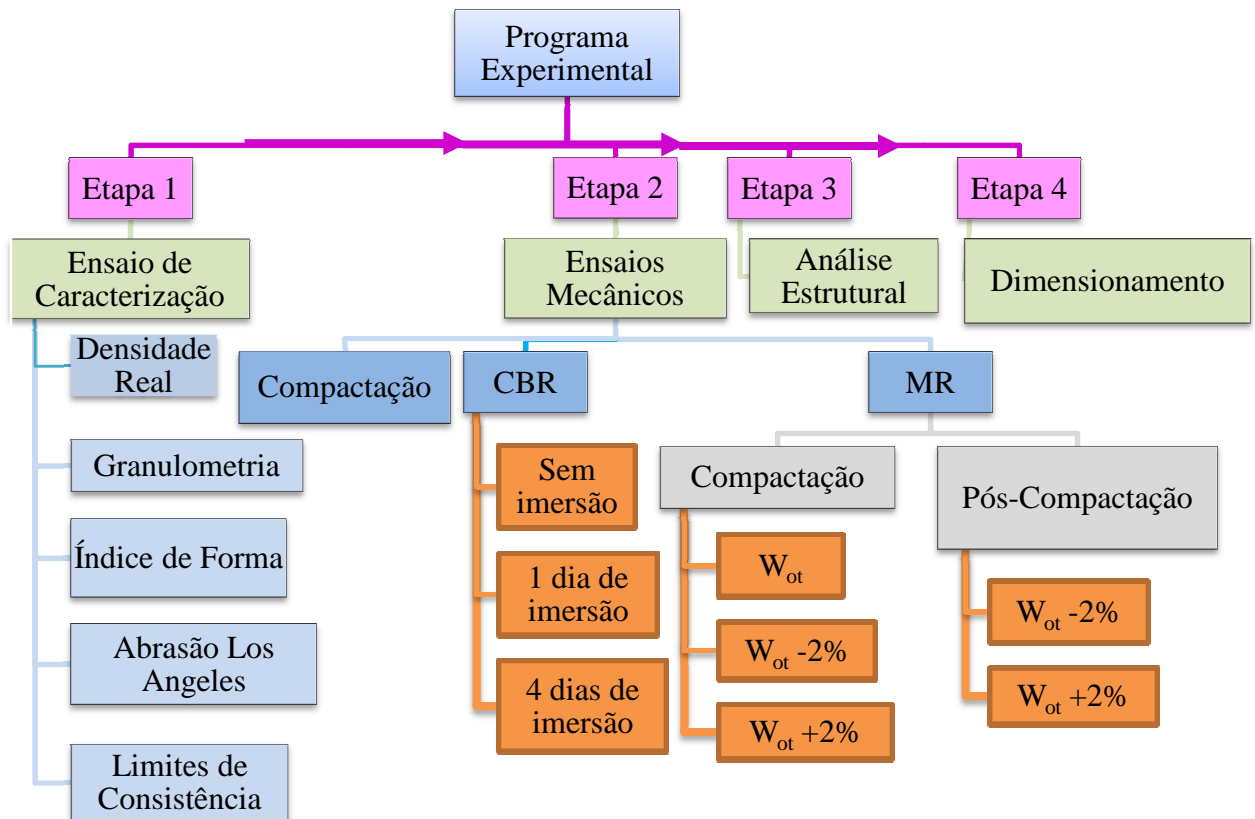 Programa
Experimental
Etapa 1
Etapa 2
Etapa 3
Etapa 4
Ensaio de
Caracterização
Ensaios
Mecânicos
Análise
Estrutural
Dimensionamento
Densidade
Real
Granulometria
Índice de Forma
Abrasão Los
Angeles
Limites de
Consistência
Compactação
CBR
MR
Sem
imersão
1 dia de
imersão
4 dias de
imersão
Compactação
Wot
Wot -2%
Wot +2%
Pós-Compactação
Wot -2%
Wot +2%